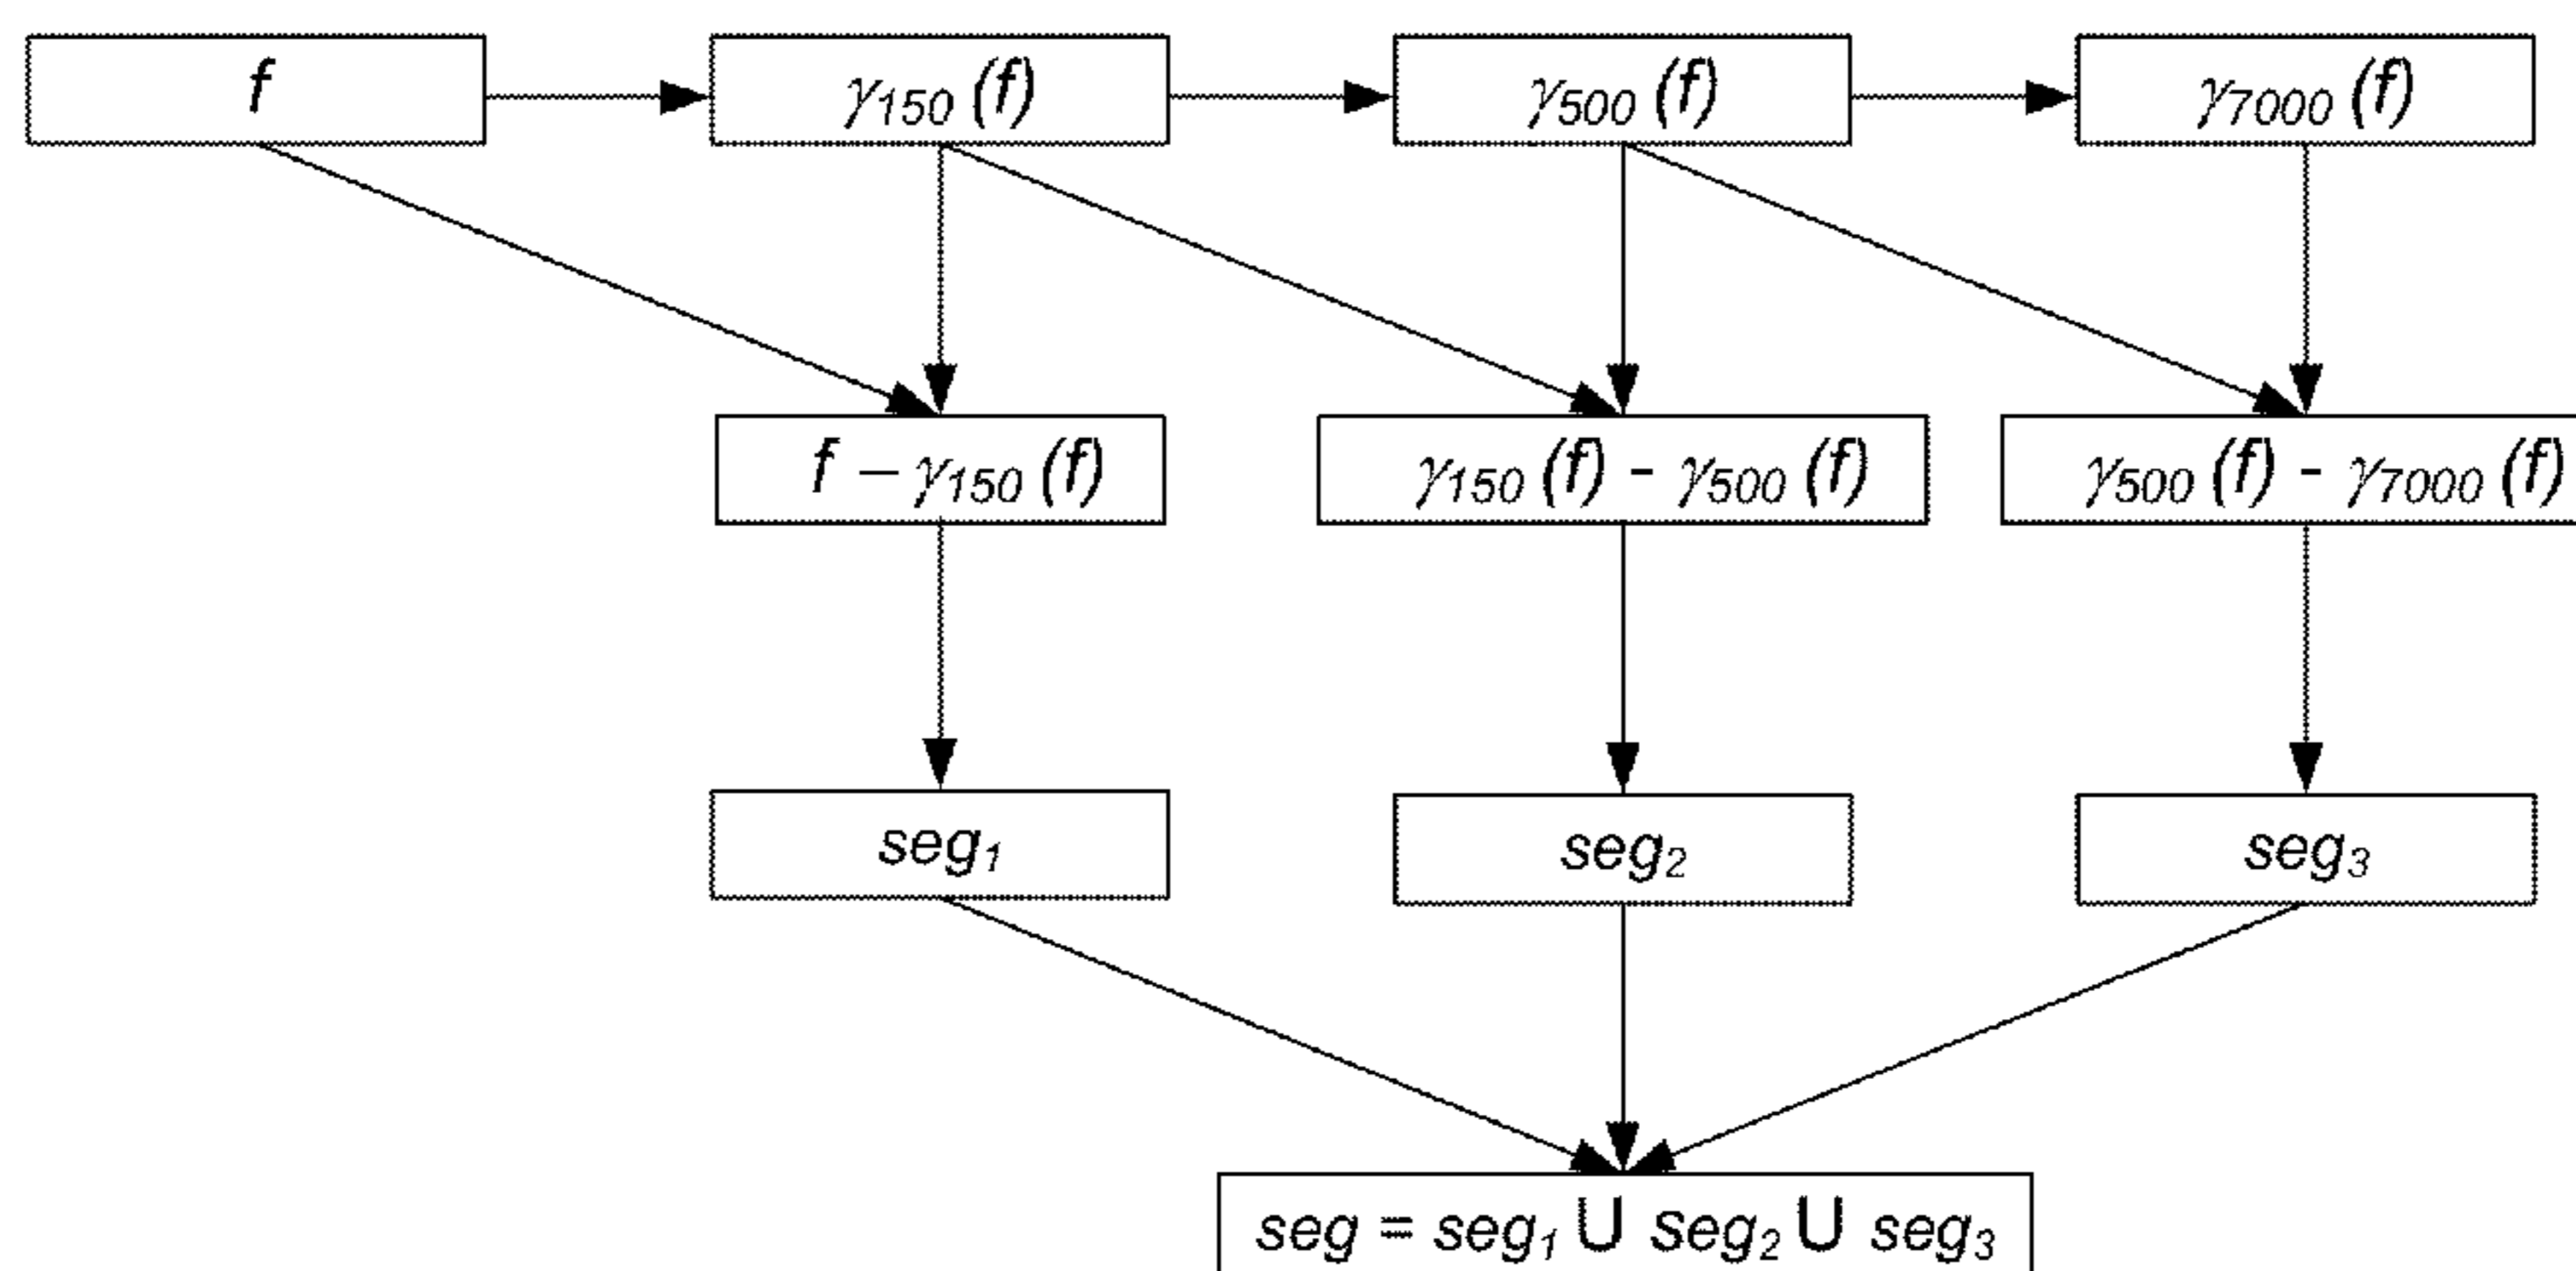 f
γ150 (f)
γ500 (f)
γ7000 (f)
f – γ150 (f)
γ150 (f) - γ500 (f)
γ500 (f) - γ7000 (f)
seg1
seg2
seg3
seg = seg1 U seg2 U seg3